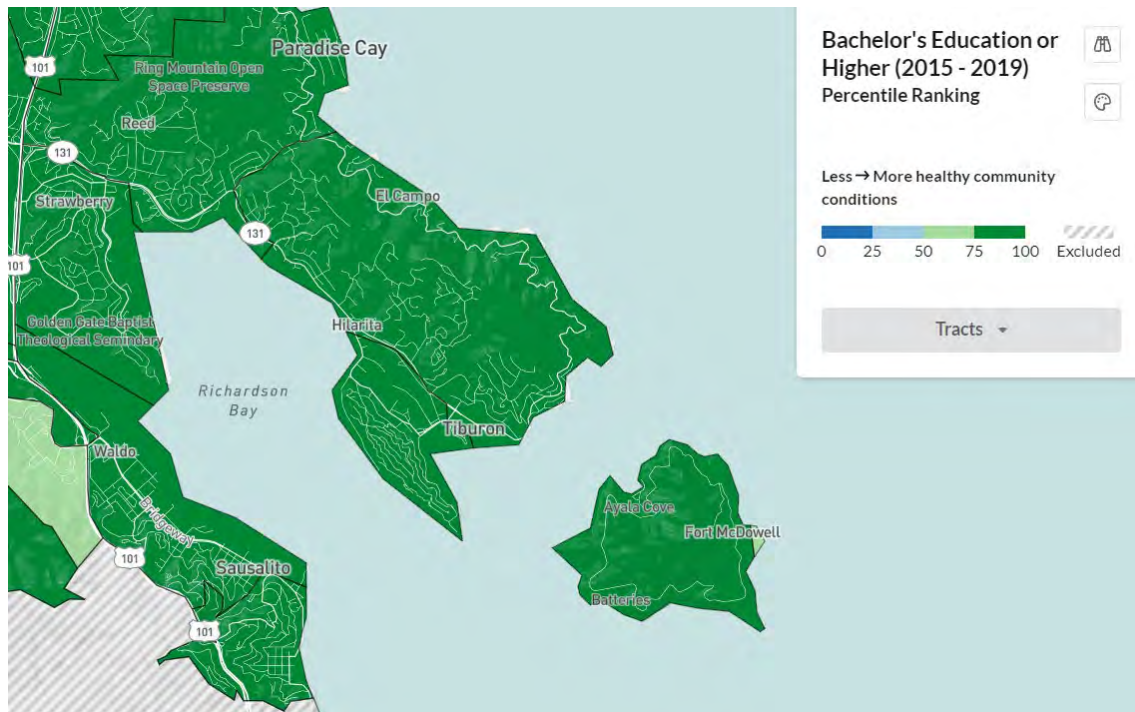 Paradise Cay
101
Ring Mountain Open
Space Preserve
Reed
131
Strawberry
El Campo
131
101
Golden Gate Baptist
Theological Semindary
Hilarita
Richardson
Bay
Tiburon
Waldo
Bridgeway
Ayala Cove
Fort McDowell
101
Sausalito
Batteries
101
Bachelor's Education or
Higher (2015 - 2019)
Percentile Ranking
Less → More healthy community
conditions
0 25 50 75 100 Excluded
Tracts